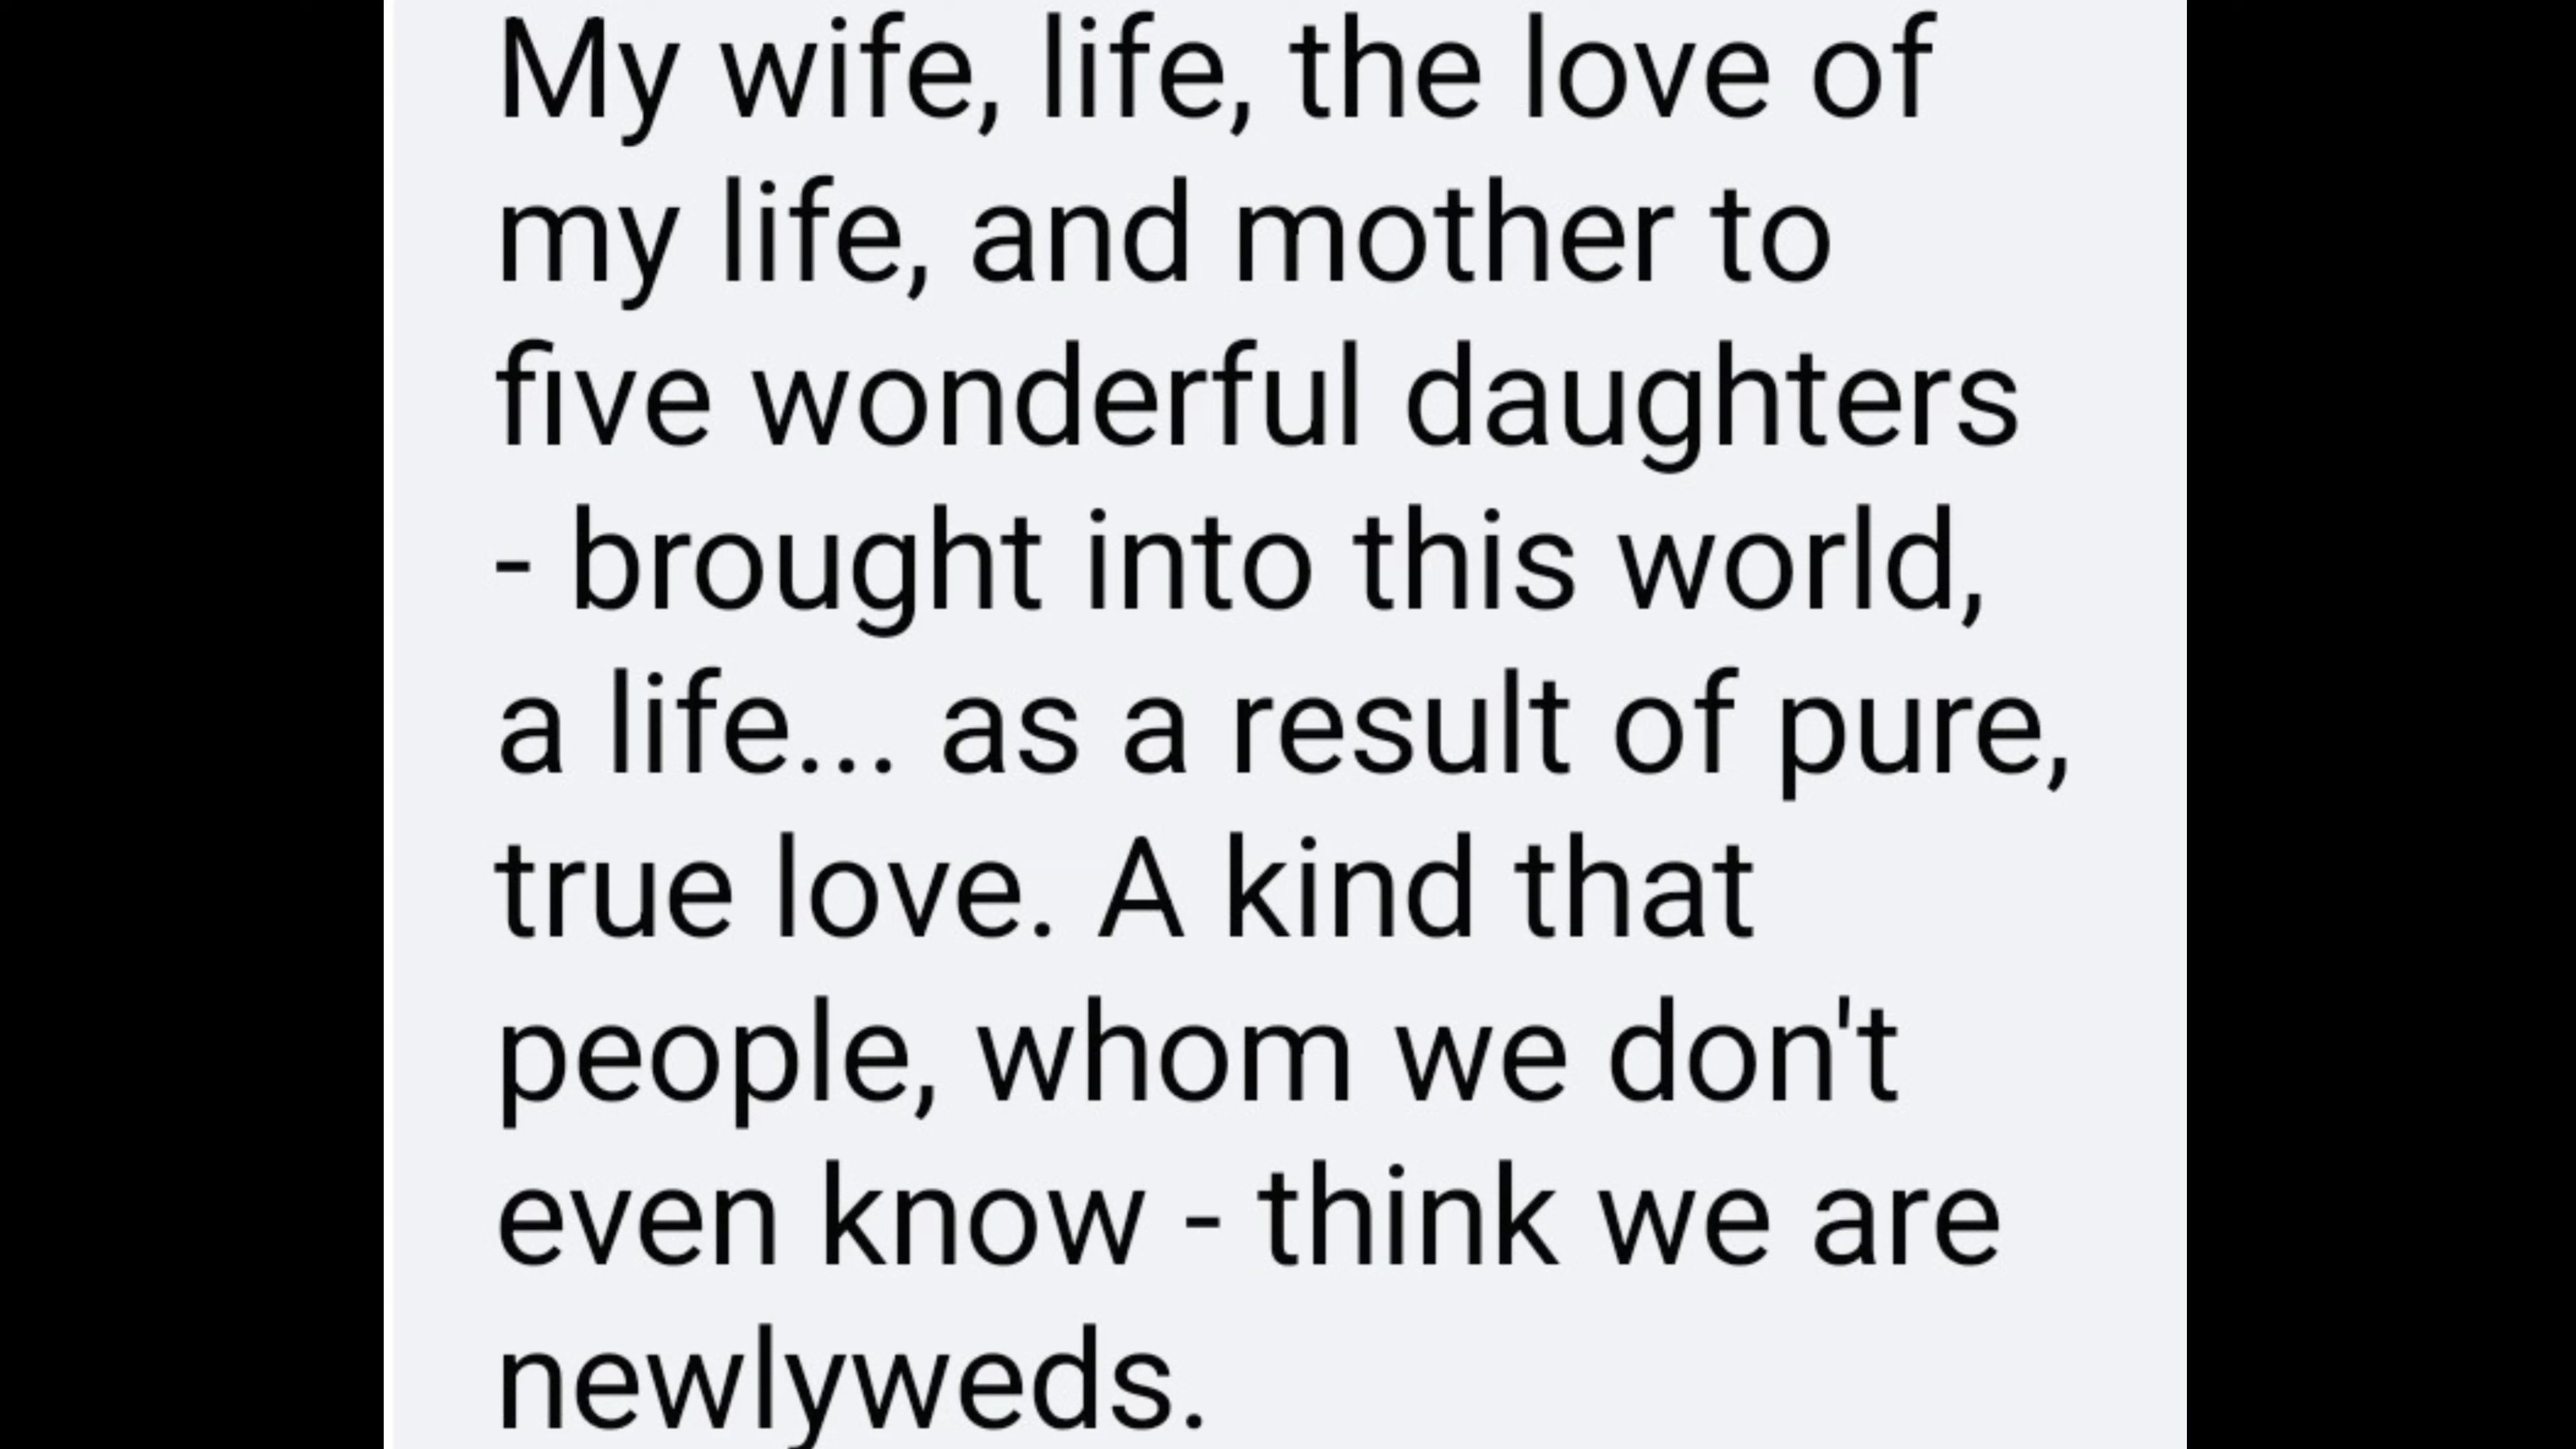 My wife, life, the love of
my life, and mother to
five wonderful daughters
- brought into this world,
a life... as a result of pure,
true love. A kind that
people, whom we don't
even know - think we are
newlyweds.